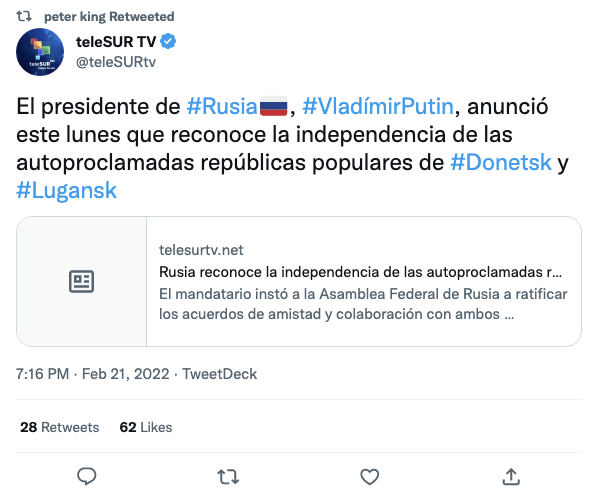 peter king Retweeted
teleSUR TV
@teleSURtv
El presidente de #Rusia🇷🇺, #VladímirPutin, anunció
este lunes que reconoce la independencia de las
autoproclamadas repúblicas populares de #Donetsk y
#Lugansk
telesurtv.net
Rusia reconoce la independencia de las autoproclamadas r...
El mandatario instó a la Asamblea Federal de Rusia a ratificar
los acuerdos de amistad y colaboración con ambos ...
7:16 PM · Feb 21, 2022 · TweetDeck
28 Retweets 62 Likes